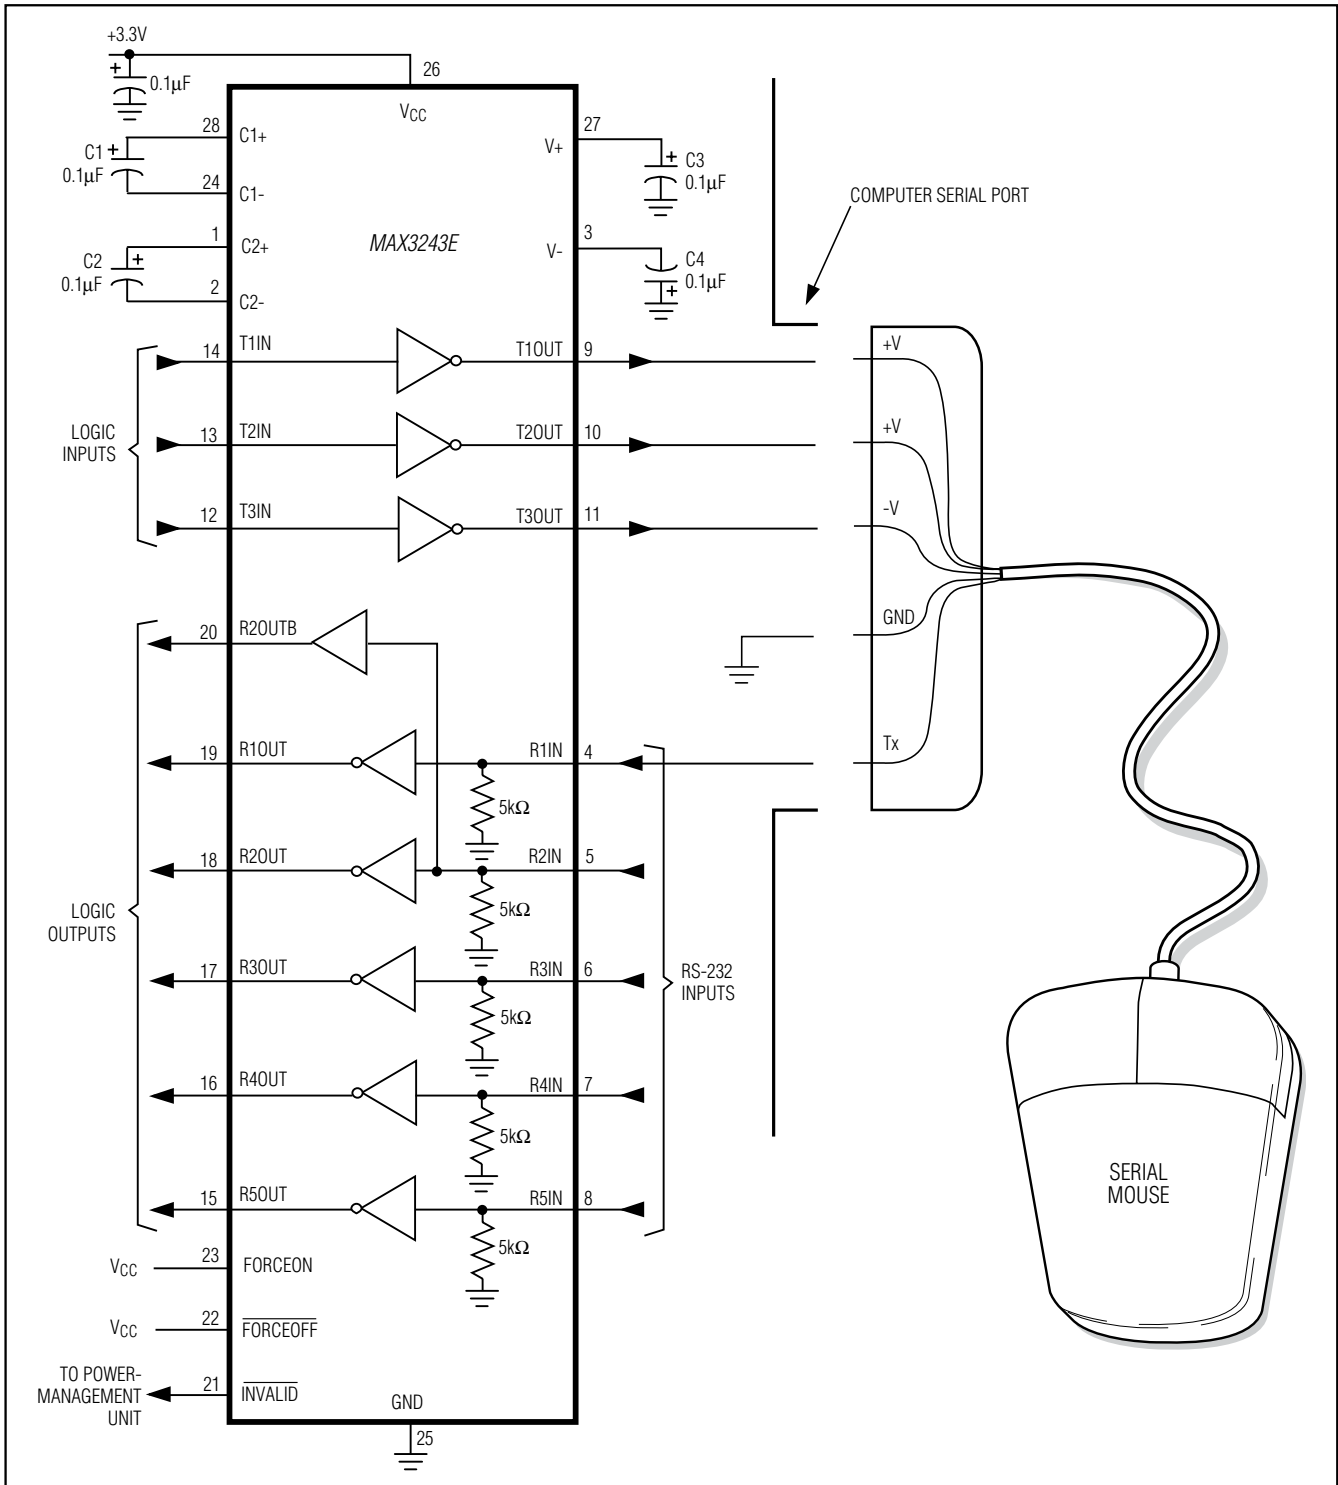 +3.3V
0.1μF
26
VCC
28
C1+
C1
+
0.1μF
24
C1-
27
V+
+
C3
0.1μF
1
C2+
C2
+
0.1μF
2
C2-
MAX3243E
3
V-
C4
0.1μF
+
+
COMPUTER SERIAL PORT
LOGIC
INPUTS
14
T1IN
T1OUT
9
13
T2IN
T2OUT
10
12
T3IN
T3OUT
11
+V
+V
-V
GND
Tx
LOGIC
OUTPUTS
20
R2OUTB
19
R1OUT
R1IN
4
5kΩ
18
R2OUT
R2IN
5
5kΩ
17
R3OUT
R3IN
6
5kΩ
16
R4OUT
R4IN
7
5kΩ
15
R5OUT
R5IN
8
5kΩ
RS-232
INPUTS
VCC
23
FORCEON
VCC
22
FORCEOFF
TO POWER-
MANAGEMENT
UNIT
21
INVALID
GND
25
SERIAL
MOUSE